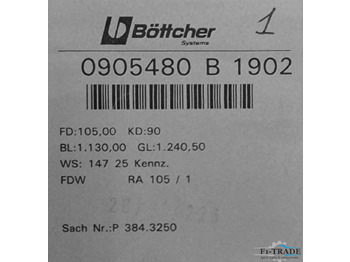 Böttcher
Systems
1
0905480 B 1902
FD:105,00 KD:90
BL:1.130,00 GL:1.240,50
WS: 147 25 Kennz.
FDW RA 105 / 1
Sach Nr.:P 384.3250
FI-TRADE